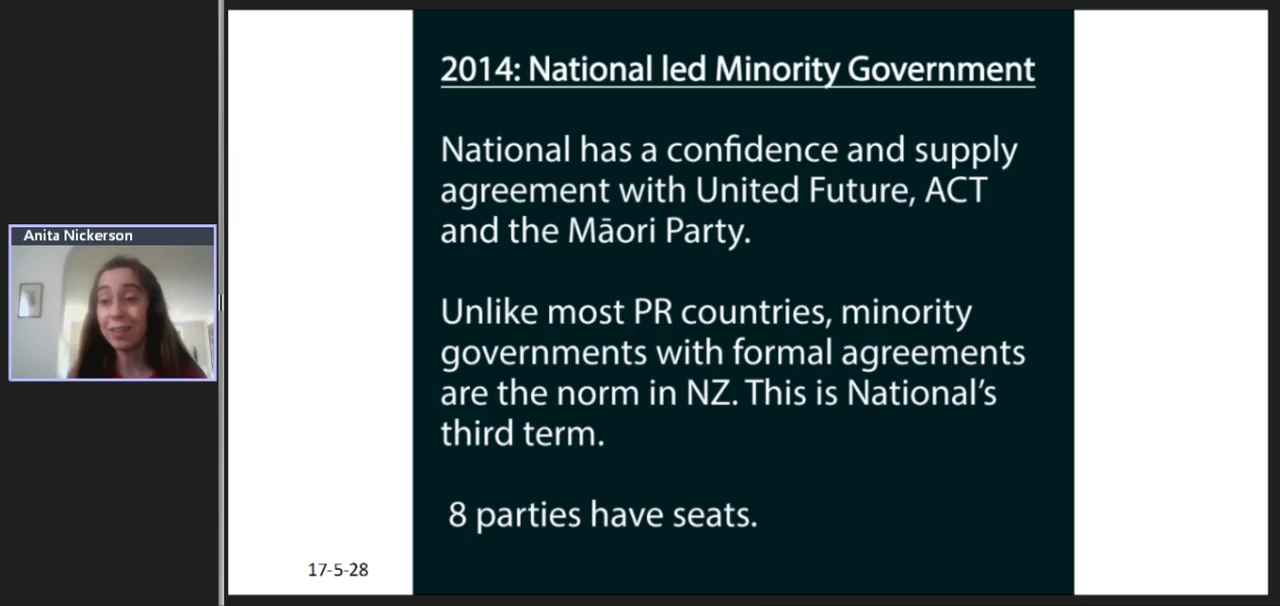 Anita Nickerson
2014: National led Minority Government
National has a confidence and supply
agreement with United Future, ACT
and the Māori Party.
Unlike most PR countries, minority
governments with formal agreements
are the norm in NZ. This is National’s
third term.
8 parties have seats.
17-5-28